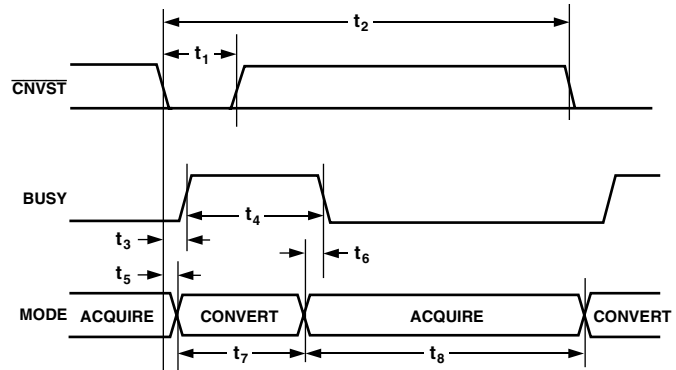 t2
t1
CNVST
BUSY
t4
t3
t6
t5
MODE ACQUIRE CONVERT ACQUIRE CONVERT
t7 t8